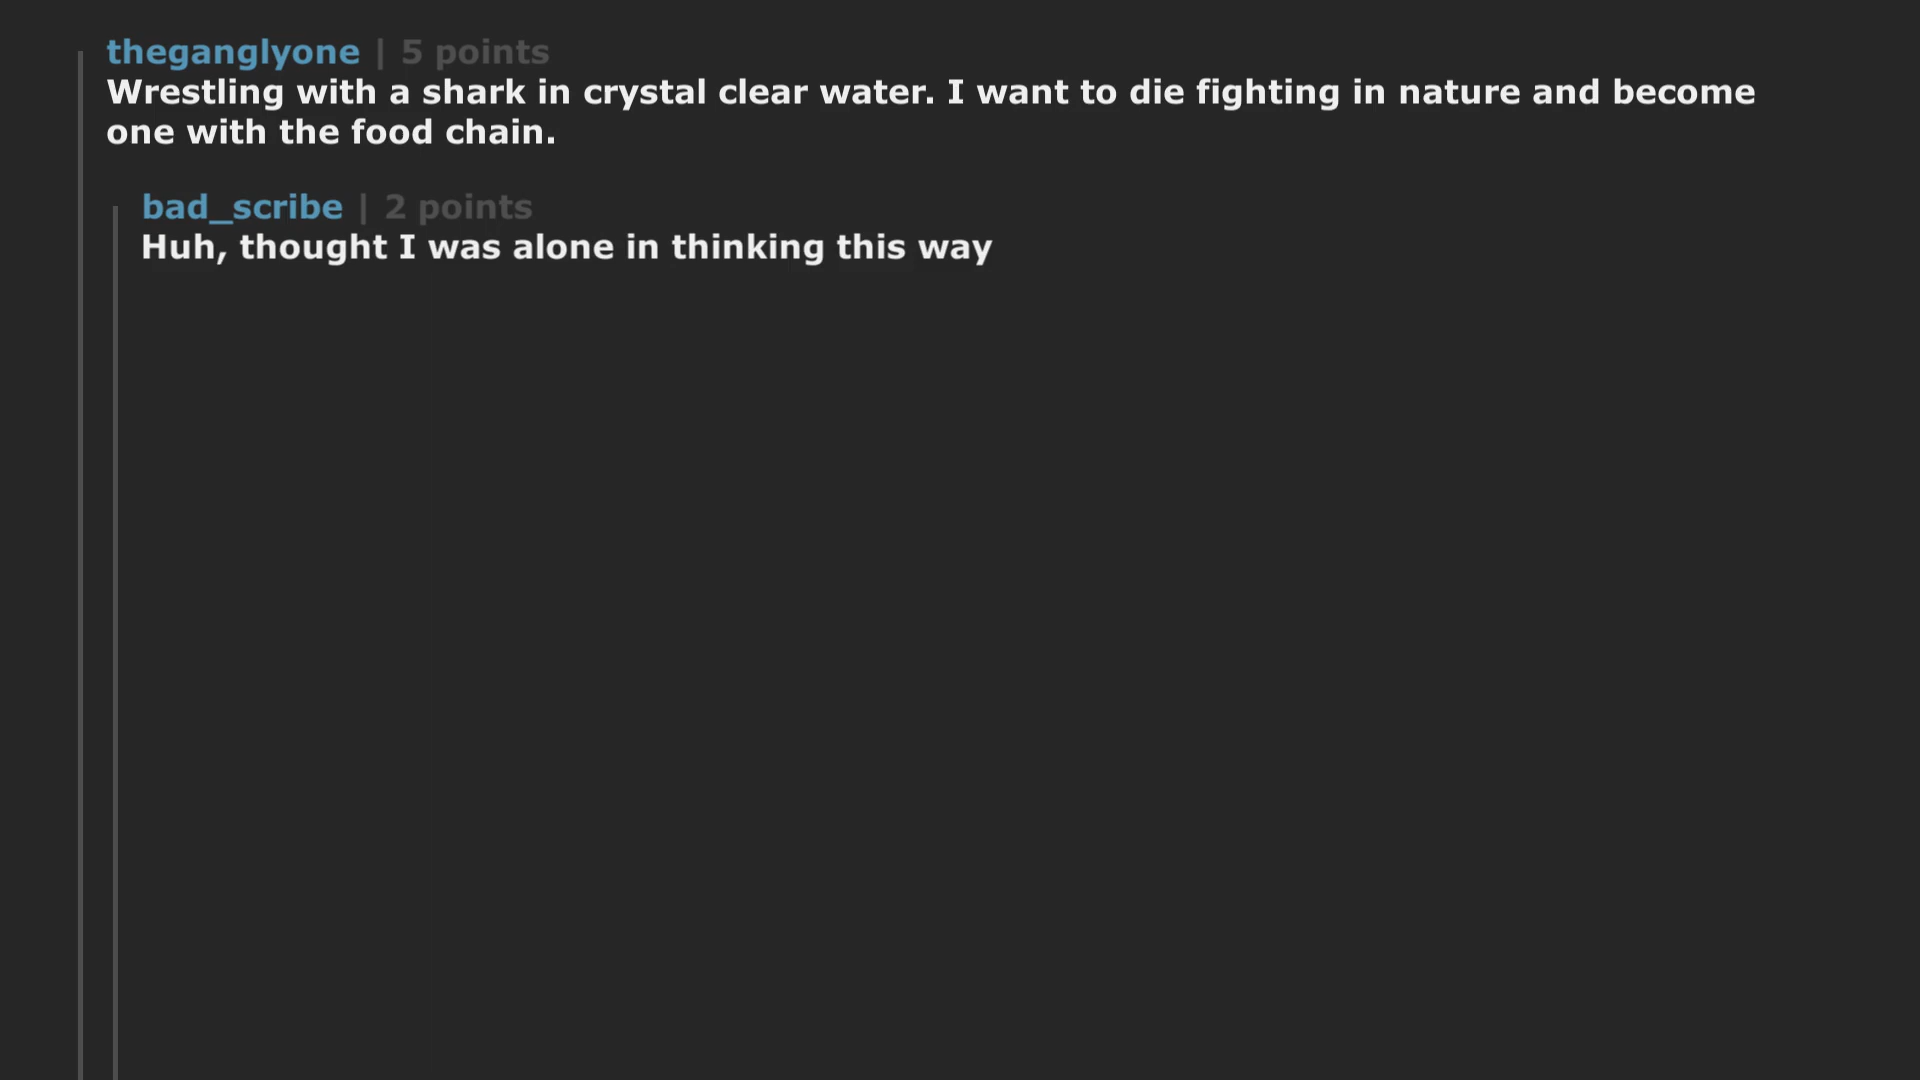 theganglyone | 5 points
Wrestling with a shark in crystal clear water. I want to die fighting in nature and become
one with the food chain.
bad_scribe | 2 points
Huh, thought I was alone in thinking this way